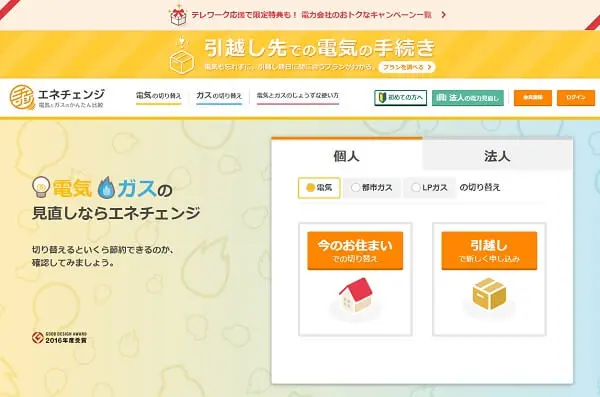 テレワーク応援で限定特典も！ 電力会社のおトクなキャンペーン一覧
引越し先での電気の手続き
電気も忘れずに。引越し期日に間に合うプランが分かる。 プランを調べる
エネチェンジ
電気とガスのかんたん比較
電気の切り替え ガスの切り替え 電気とガスのじょうずな使い方 初めての方へ 法人の電力見直し 会員登録 ログイン
個人 法人
電気 都市ガス LPガス の切り替え
電気 ガスの
見直しならエネチェンジ
切り替えるといくら節約できるのか、
確認してみましょう。
今のお住まい
での切り替え
引越し
で新しく申し込み
GOOD DESIGN AWARD
2016年度受賞